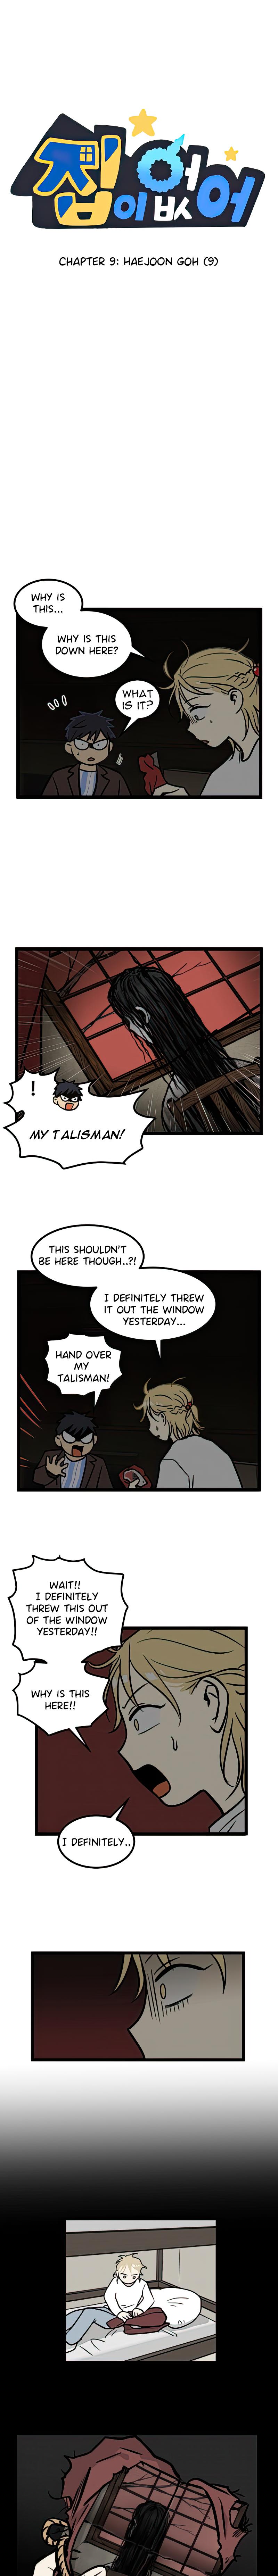 집이 없어
CHAPTER 9: HAEJOON GOH (9)
WHY IS
THIS...
WHY IS THIS
DOWN HERE?
WHAT
IS IT?
!
MY TALISMAN!
THIS SHOULDN'T
BE HERE THOUGH..?!
I DEFINITELY THREW
IT OUT THE WINDOW
YESTERDAY...
HAND OVER
MY
TALISMAN!
WAIT!!
I DEFINITELY
THREW THIS OUT
OF THE WINDOW
YESTERDAY!!
WHY IS THIS
HERE!!
I DEFINITELY..